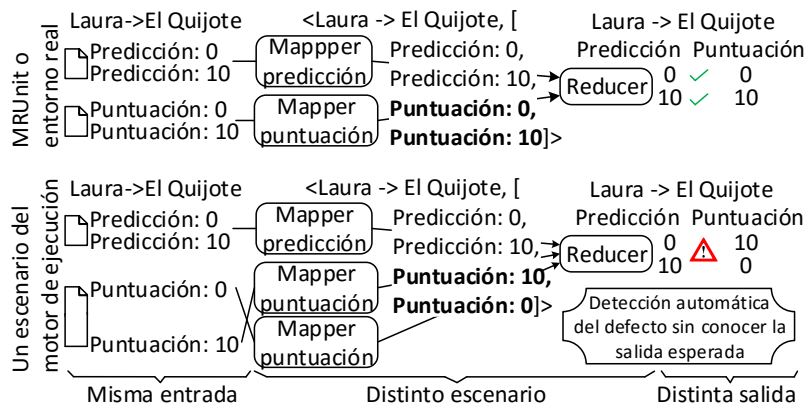 MRUnit o
entorno real
Laura->El Quijote
Predicción: 0
Predicción: 10
Puntuación: 0
Puntuación: 10
Mappper
predicción
Mapper
puntuación
<Laura -> El Quijote, [
Predicción: 0,
Predicción: 10,
Puntuación: 0,
Puntuación: 10]>
Reducer
Laura -> El Quijote
Predicción Puntuación
0 0
10 10
Un escenario del
motor de ejecución
Laura->El Quijote
Predicción: 0
Predicción: 10
Puntuación: 0
Puntuación: 10
Mapper
predicción
Mapper
puntuación
Mapper
puntuación
<Laura -> El Quijote, [
Predicción: 0,
Predicción: 10,
Puntuación: 10,
Puntuación: 0]>
Reducer
Laura -> El Quijote
Predicción Puntuación
0 10
10 0
Detección automática
del defecto sin conocer la
salida esperada
Misma entrada
Distinto escenario
Distinta salida